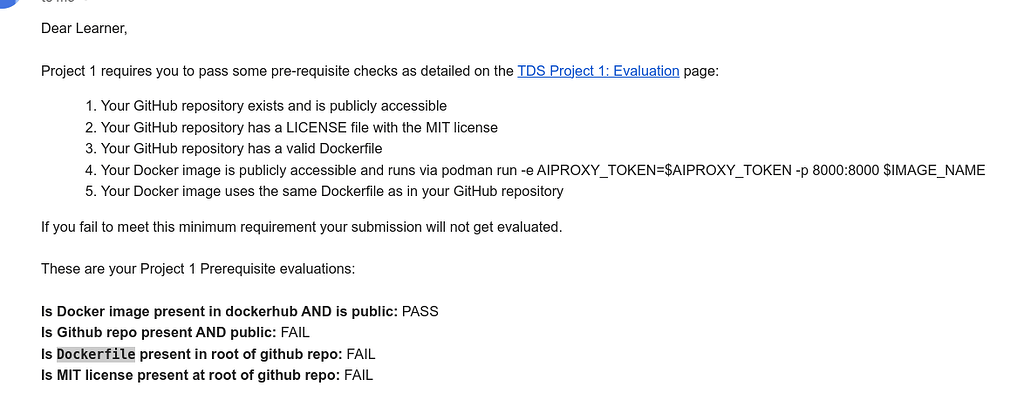 Dear Learner,
Project 1 requires you to pass some pre-requisite checks as detailed on the TDS Project 1: Evaluation page:
1. Your GitHub repository exists and is publicly accessible
2. Your GitHub repository has a LICENSE file with the MIT license
3. Your GitHub repository has a valid Dockerfile
4. Your Docker image is publicly accessible and runs via podman run -e AIPROXY_TOKEN=$AIPROXY_TOKEN -p 8000:8000 $IMAGE_NAME
5. Your Docker image uses the same Dockerfile as in your GitHub repository
If you fail to meet this minimum requirement your submission will not get evaluated.
These are your Project 1 Prerequisite evaluations:
Is Docker image present in dockerhub AND is public: PASS
Is Github repo present AND public: FAIL
Is Dockerfile present in root of github repo: FAIL
Is MIT license present at root of github repo: FAIL